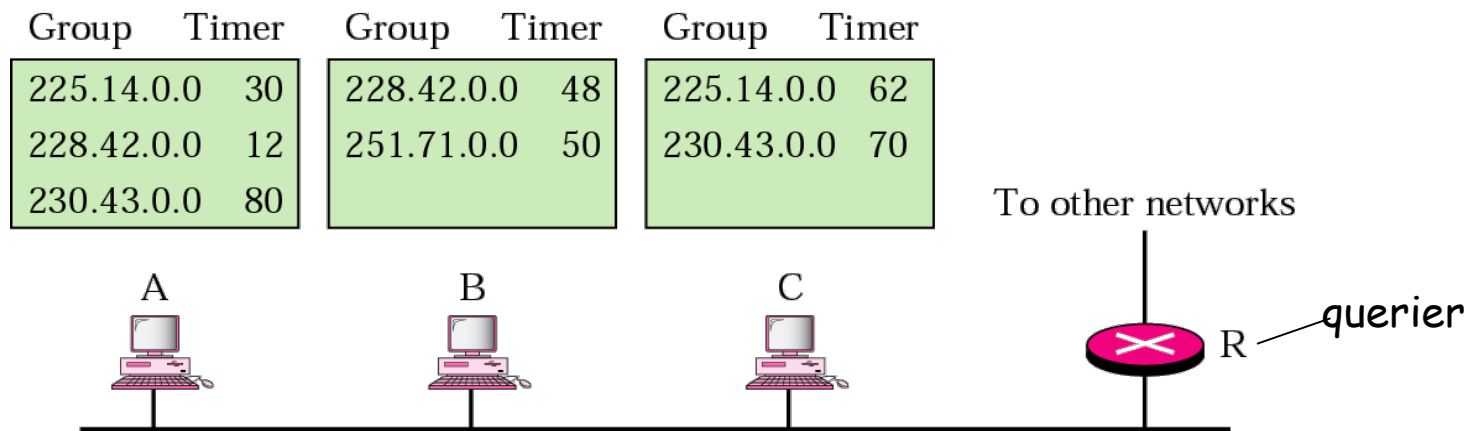 Group Timer
225.14.0.0 30
228.42.0.0 12
230.43.0.0 80
Group Timer
228.42.0.0 48
251.71.0.0 50
Group Timer
225.14.0.0 62
230.43.0.0 70
To other networks
A
B
C
R
querier